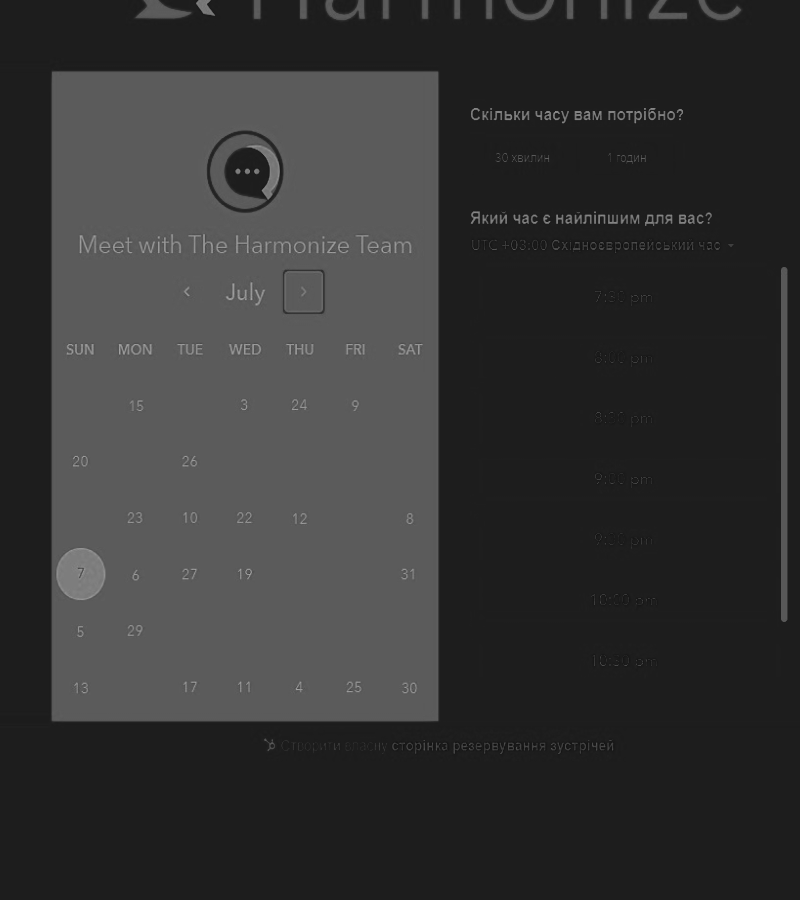 Harmonize
Meet with The Harmonize Team
July
SUN MON TUE WED THU FRI SAT
15 3 24 9
20 26
23 10 22 12 8
7 6 27 19 31
5 29
13 17 11 4 25 30
Скільки часу вам потрібно?
30 хвилин 1 годин
Який час є найліпшим для вас?
UTC +03:00 Східноєвропейський час
7:30 pm
8:00 pm
8:30 pm
9:00 pm
9:30 pm
10:00 pm
10:30 pm
Створити власну сторінка резервування зустрічей